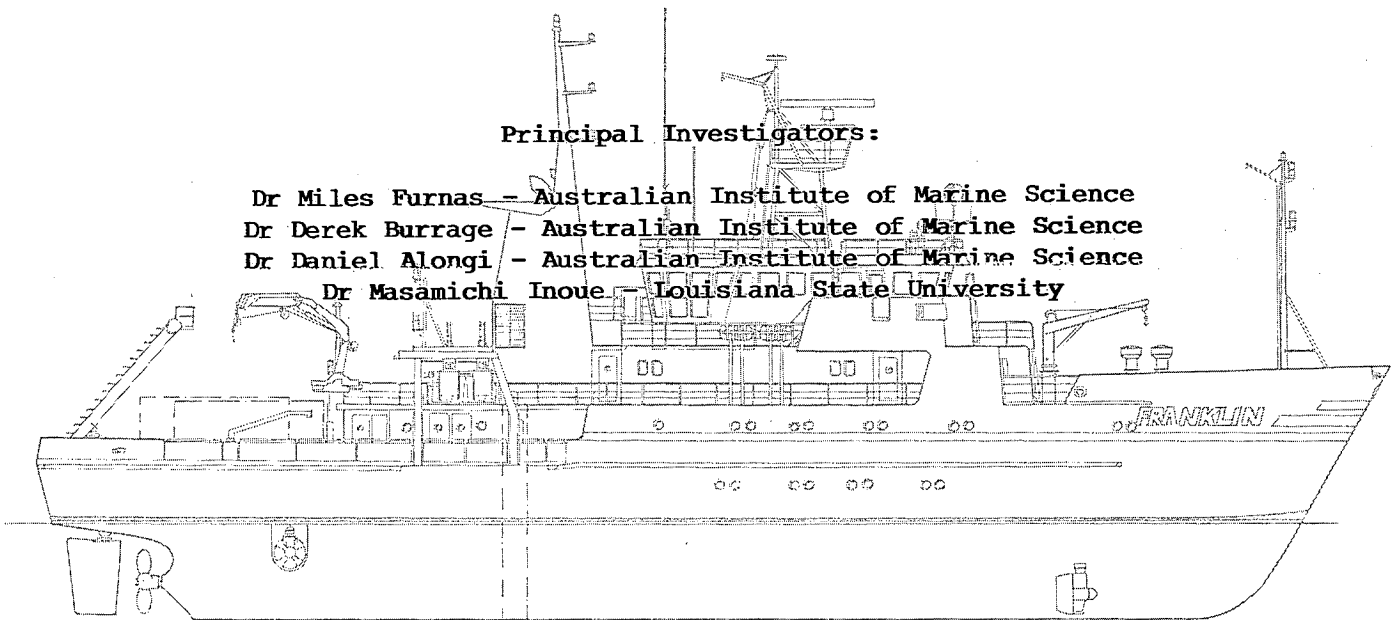 Principal Investigators:
Dr Miles Furnas - Australian Institute of Marine Science
Dr Derek Burrage - Australian Institute of Marine Science
Dr Daniel Alongi - Australian Institute of Marine Science
Dr Masamichi Inoue - Louisiana State University
FRANKLIN